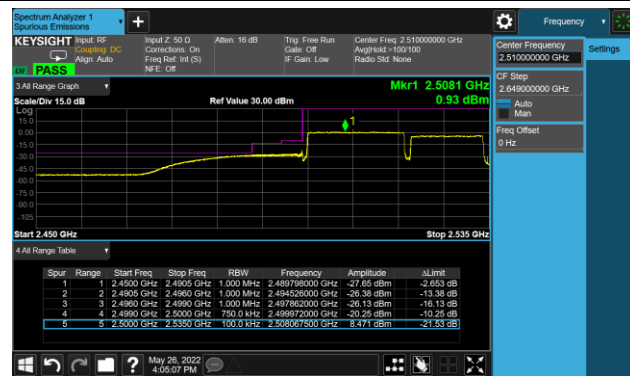 Spectrum Analyzer 1
Spurious Emissions
Frequency
KEYSIGHT
Input: RF
Coupling: DC
Align: Auto
Input Z: 50 Ω
Corrections: On
Freq Ref: Int (S)
NFE: Off
Atten: 16 dB
Trig: Free Run
Gate: Off
IF Gain: Low
Center Freq: 2.510000000 GHz
Avg|Hold:>100/100
Radio Std: None
LW
PASS
Center Frequency
2.510000000 GHz
Settings
CF Step
2.649000000 GHz
Auto
Man
Freq Offset
0 Hz
3 All Range Graph
Mkr1 2.5081 GHz
Scale/Div 15.0 dB
Ref Value 30.00 dBm
0.93 dBm
Log
15.0
0.00
-15.0
-30.0
-45.0
-60.0
-75.0
-90.0
-105
1
Start 2.450 GHz
Stop 2.535 GHz
4 All Range Table
Spur Range Start Freq Stop Freq RBW Frequency Amplitude ΔLimit
1 1 2.4500 GHz 2.4905 GHz 1.000 MHz 2.489798000 GHz -27.65 dBm -2.653 dB
2 2 2.4905 GHz 2.4960 GHz 1.000 MHz 2.494526000 GHz -26.38 dBm -13.38 dB
3 3 2.4960 GHz 2.4990 GHz 1.000 MHz 2.497862000 GHz -26.13 dBm -16.13 dB
4 4 2.4990 GHz 2.5000 GHz 750.0 kHz 2.499972000 GHz -20.25 dBm -10.25 dB
5 5 2.5000 GHz 2.5350 GHz 100.0 kHz 2.508067500 GHz 8.471 dBm -21.53 dB
?
May 26, 2022
4:05:07 PM